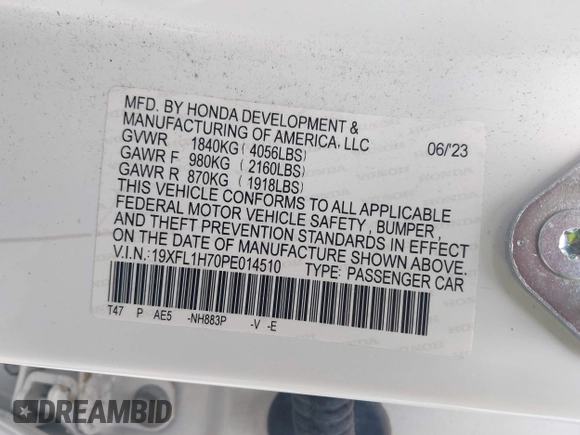 MFD. BY HONDA DEVELOPMENT &
MANUFACTURING OF AMERICA, LLC
GVWR 1840KG (4056LBS) 06/'23
GAWR F 980KG (2160LBS)
GAWR R 870KG (1918LBS)
THIS VEHICLE CONFORMS TO ALL APPLICABLE
FEDERAL MOTOR VEHICLE SAFETY , BUMPER,
AND THEFT PREVENTION STANDARDS IN EFFECT
ON THE DATE OF MANUFACTURE SHOWN ABOVE.
V.I.N.:19XFL1H70PE014510 TYPE: PASSENGER CAR
T47 P AE5 -NH883P -V -E
DREAMBID